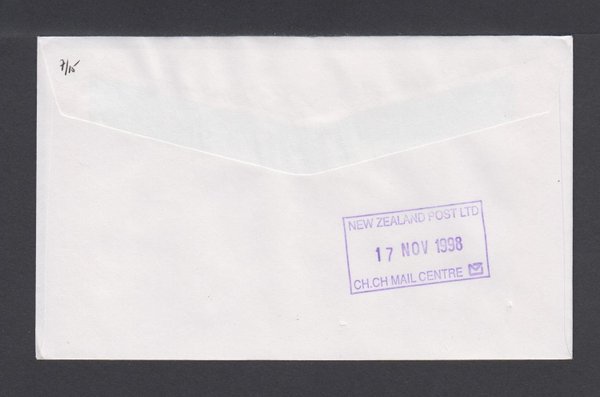 7/15
NEW ZEALAND POST LTD
17 NOV 1998
CH.CH MAIL CENTRE